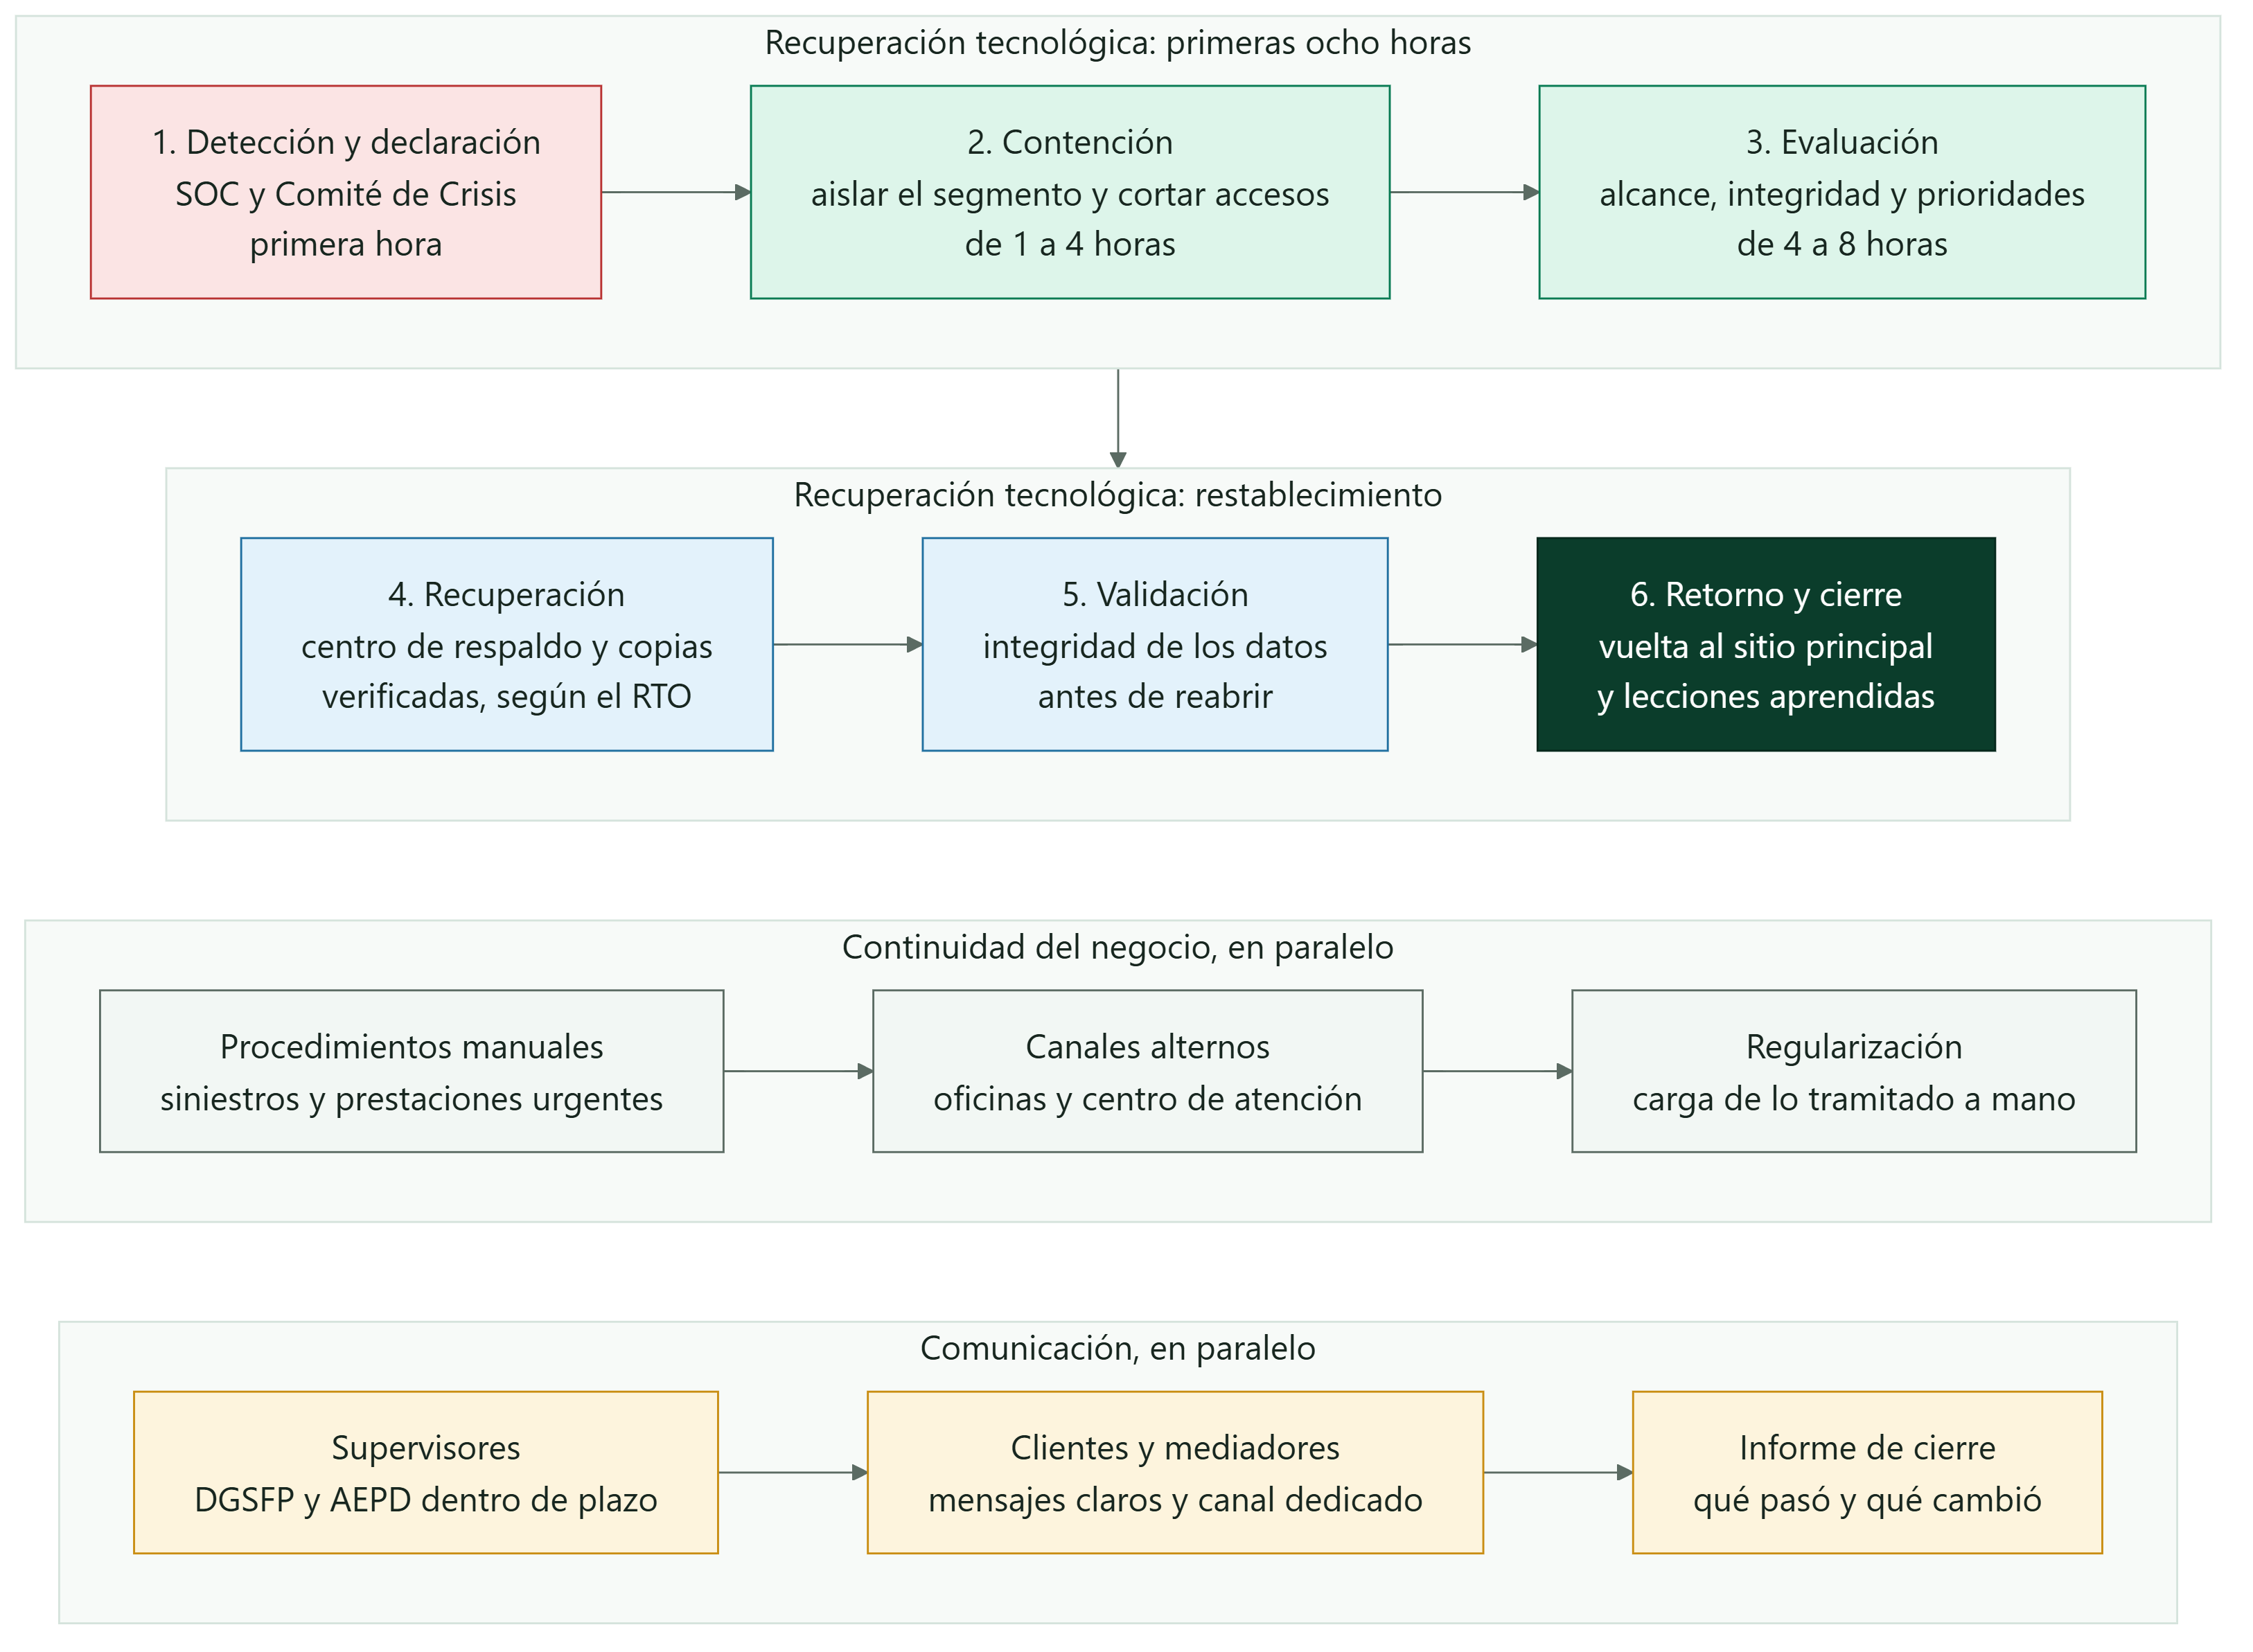 Recuperación tecnológica: primeras ocho horas
1. Detección y declaración
SOC y Comité de Crisis
primera hora
2. Contención
aislar el segmento y cortar accesos
de 1 a 4 horas
3. Evaluación
alcance, integridad y prioridades
de 4 a 8 horas
Recuperación tecnológica: restablecimiento
4. Recuperación
centro de respaldo y copias
verificadas, según el RTO
5. Validación
integridad de los datos
antes de reabrir
6. Retorno y cierre
vuelta al sitio principal
y lecciones aprendidas
Continuidad del negocio, en paralelo
Procedimientos manuales
siniestros y prestaciones urgentes
Canales alternos
oficinas y centro de atención
Regularización
carga de lo tramitado a mano
Comunicación, en paralelo
Supervisores
DGSFP y AEPD dentro de plazo
Clientes y mediadores
mensajes claros y canal dedicado
Informe de cierre
qué pasó y qué cambió